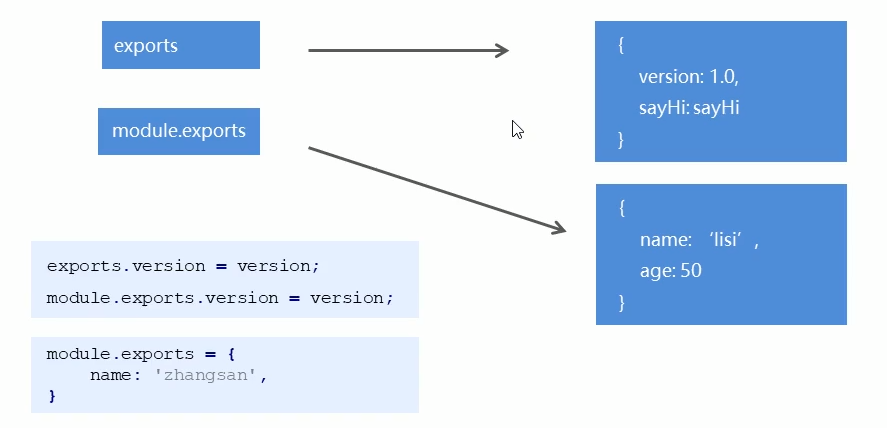 exports
module.exports
{
version: 1.0,
sayHi: sayHi
}
{
name: ‘lisi’,
age: 50
}
exports.version = version;
module.exports.version = version;
module.exports = {
name: 'zhangsan',
}